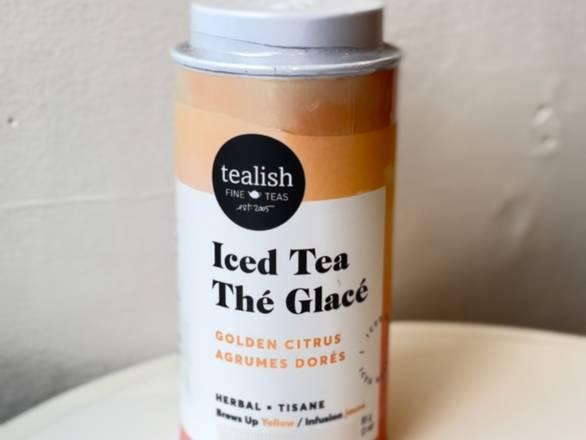 tealish
FINE TEAS
est. 2005
Iced Tea
Thé Glacé
GOLDEN CITRUS
AGRUMES DORÉS
HERBAL • TISANE
Brews Up Yellow / Infusion Jaune